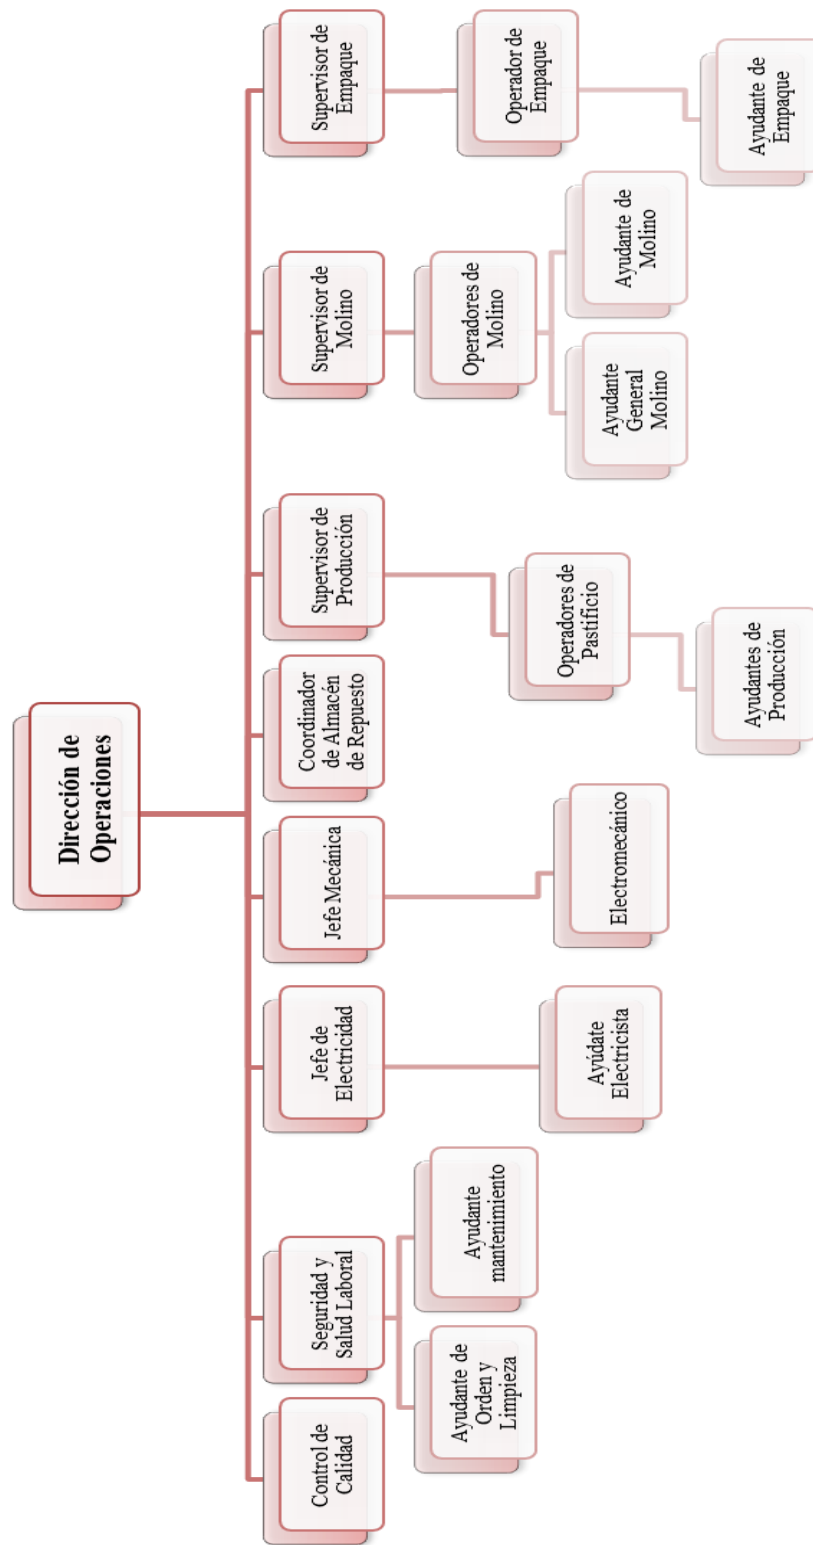 Dirección de
Operaciones
Control de
Calidad
Seguridad y
Salud Laboral
Jefe de
Electricidad
Jefe Mecánica
Coordinador
de Almacén
de Repuesto
Supervisor de
Producción
Supervisor de
Molino
Supervisor de
Empaque
Ayudante de
Orden y
Limpieza
Ayudante
mantenimiento
Ayúdate
Electricista
Electromecánico
Operadores de
Pastificio
Ayudantes de
Producción
Operadores de
Molino
Ayudante
General
Molino
Ayudante de
Molino
Operador de
Empaque
Ayudante de
Empaque